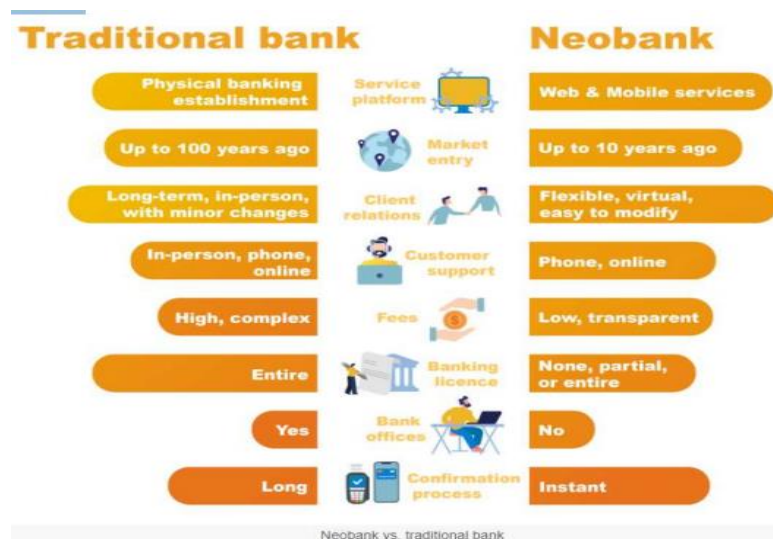 Traditional bank
Neobank
Physical banking
establishment
Service
platform
Web & Mobile services
Up to 100 years ago
Market
entry
Up to 10 years ago
Long-term, in-person,
with minor changes
Client
relations
Flexible, virtual,
easy to modify
In-person, phone,
online
Customer
support
Phone, online
High, complex
Fees
$
Low, transparent
Entire
Banking
licence
None, partial,
or entire
Yes
Bank
offices
No
Long
Confirmation
process
Instant
Neobank vs. traditional bank